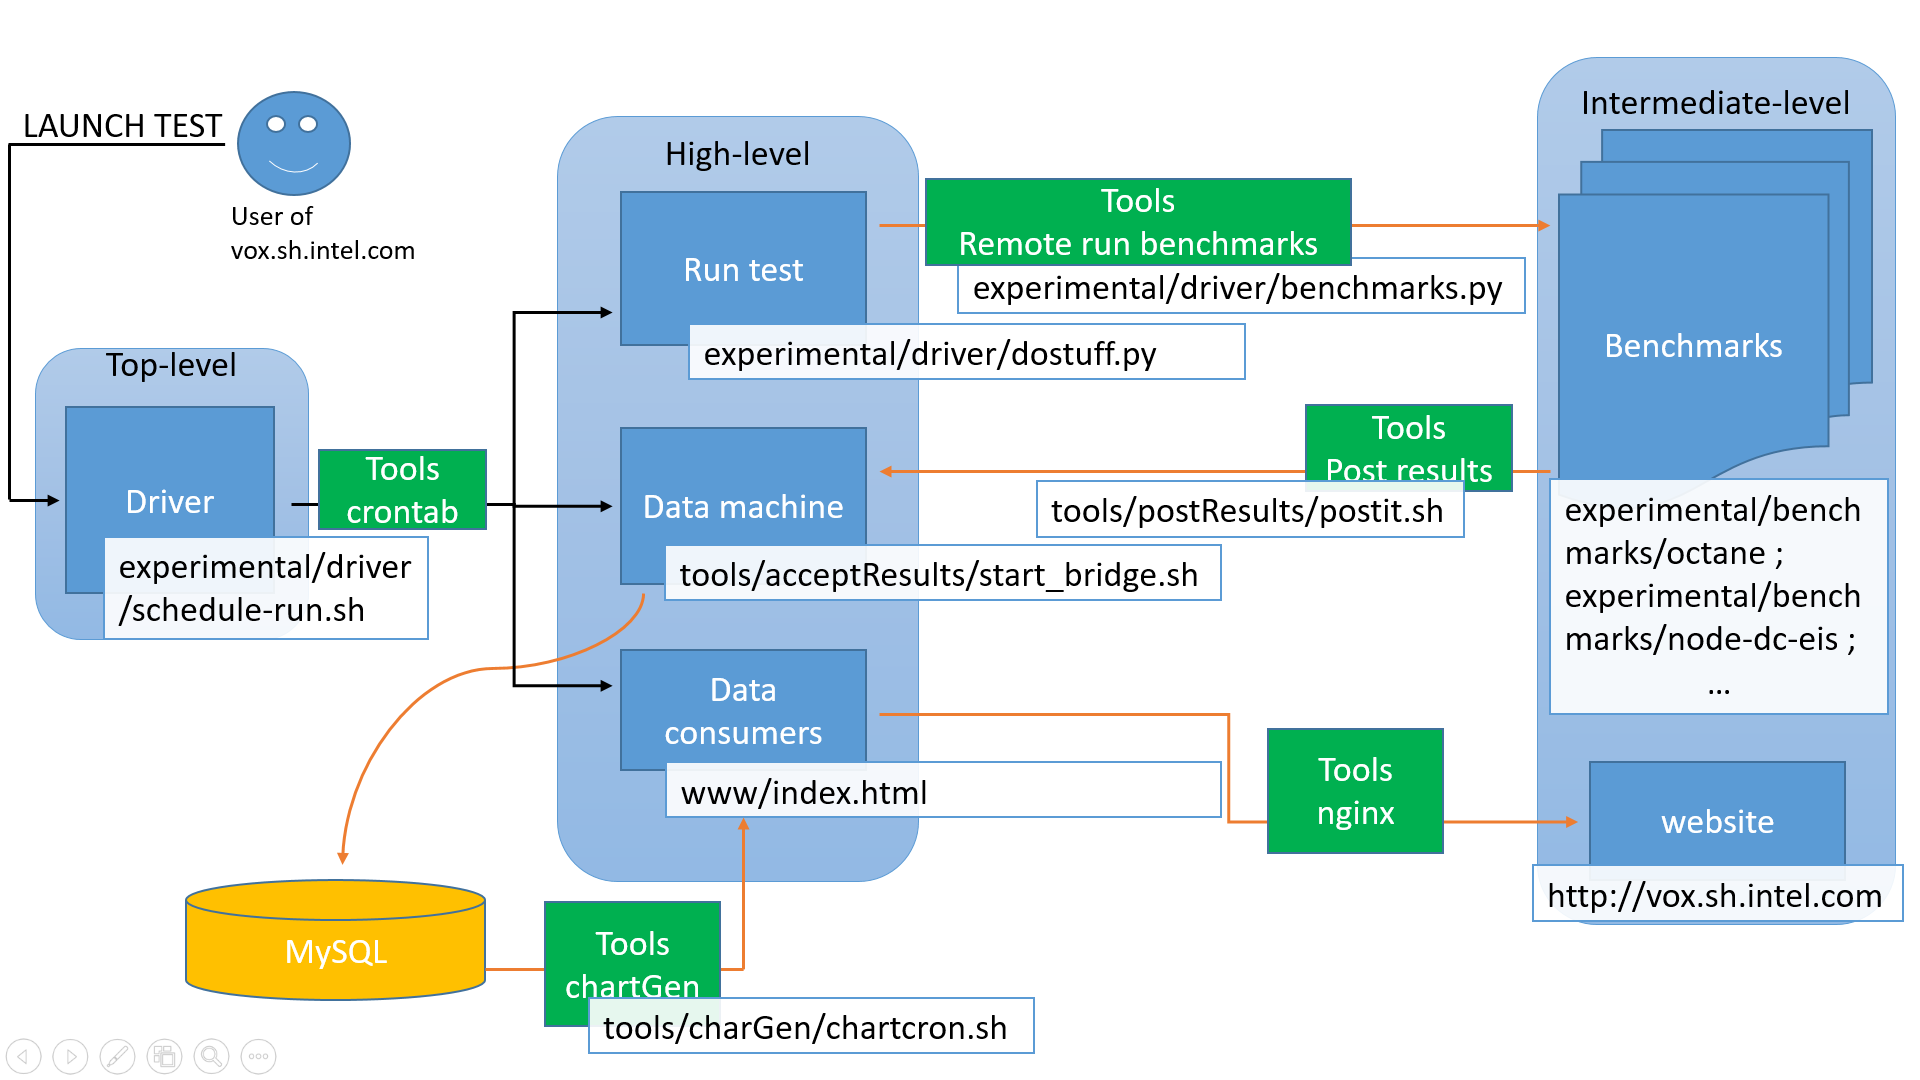 LAUNCH TEST
User of
vox.sh.intel.com
Top-level
Driver
experimental/driver
/schedule-run.sh
Tools
crontab
High-level
Run test
experimental/driver/dostuff.py
Data machine
tools/acceptResults/start_bridge.sh
Data
consumers
www/index.html
Tools
Remote run benchmarks
experimental/driver/benchmarks.py
Tools
Post results
tools/postResults/postit.sh
Intermediate-level
Benchmarks
experimental/bench
marks/octane ;
experimental/bench
marks/node-dc-eis ;
...
Tools
nginx
website
http://vox.sh.intel.com
MySQL
Tools
chartGen
tools/charGen/chartcron.sh